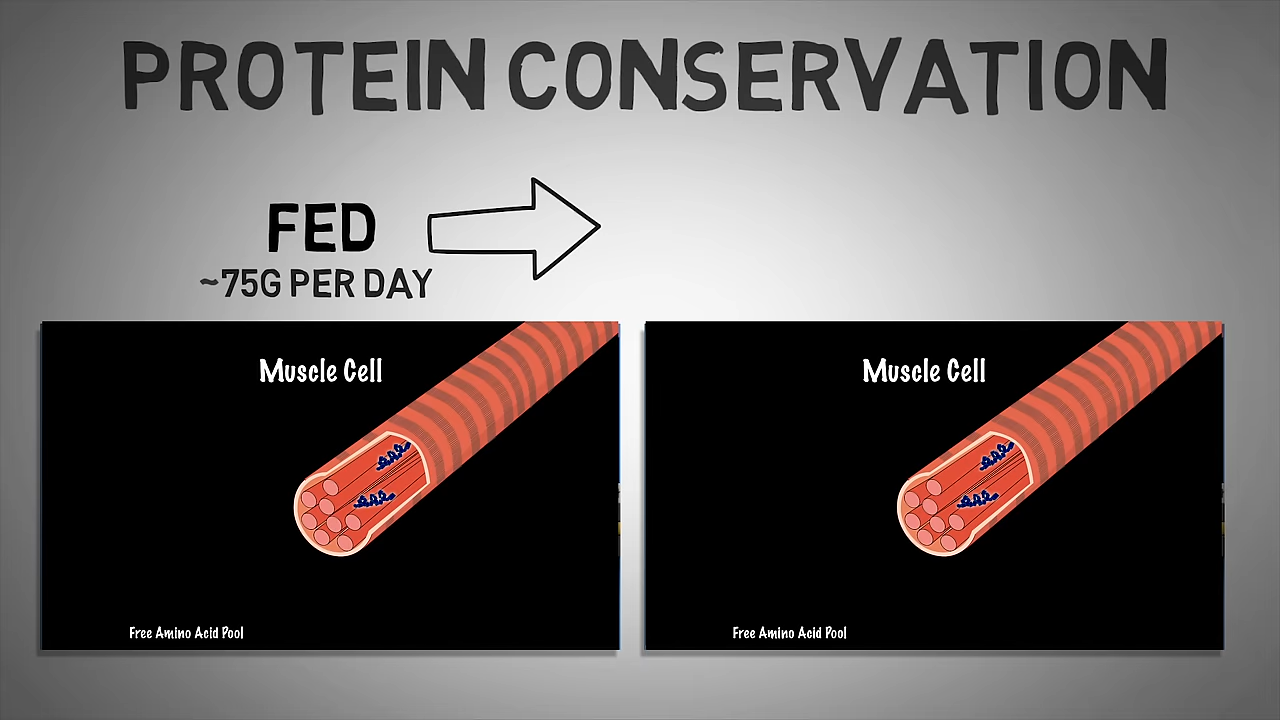 PROTEIN CONSERVATION
FED
~75G PER DAY
Muscle Cell
Free Amino Acid Pool
Muscle Cell
Free Amino Acid Pool